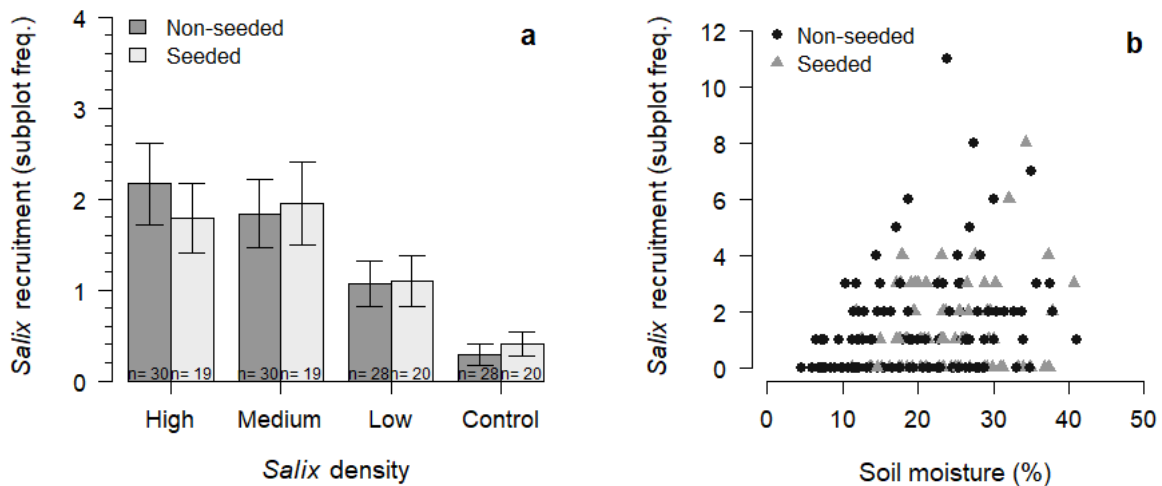 Non-seeded
Seeded
a
Salix recruitment (subplot freq.)
4
3
2
1
0
n= 30 n= 19 n= 30 n= 19 n= 28 n= 20 n= 28 n= 20
High Medium Low Control
Salix density
Non-seeded
Seeded
b
Salix recruitment (subplot freq.)
12
10
8
6
4
2
0
0 10 20 30 40 50
Soil moisture (%)